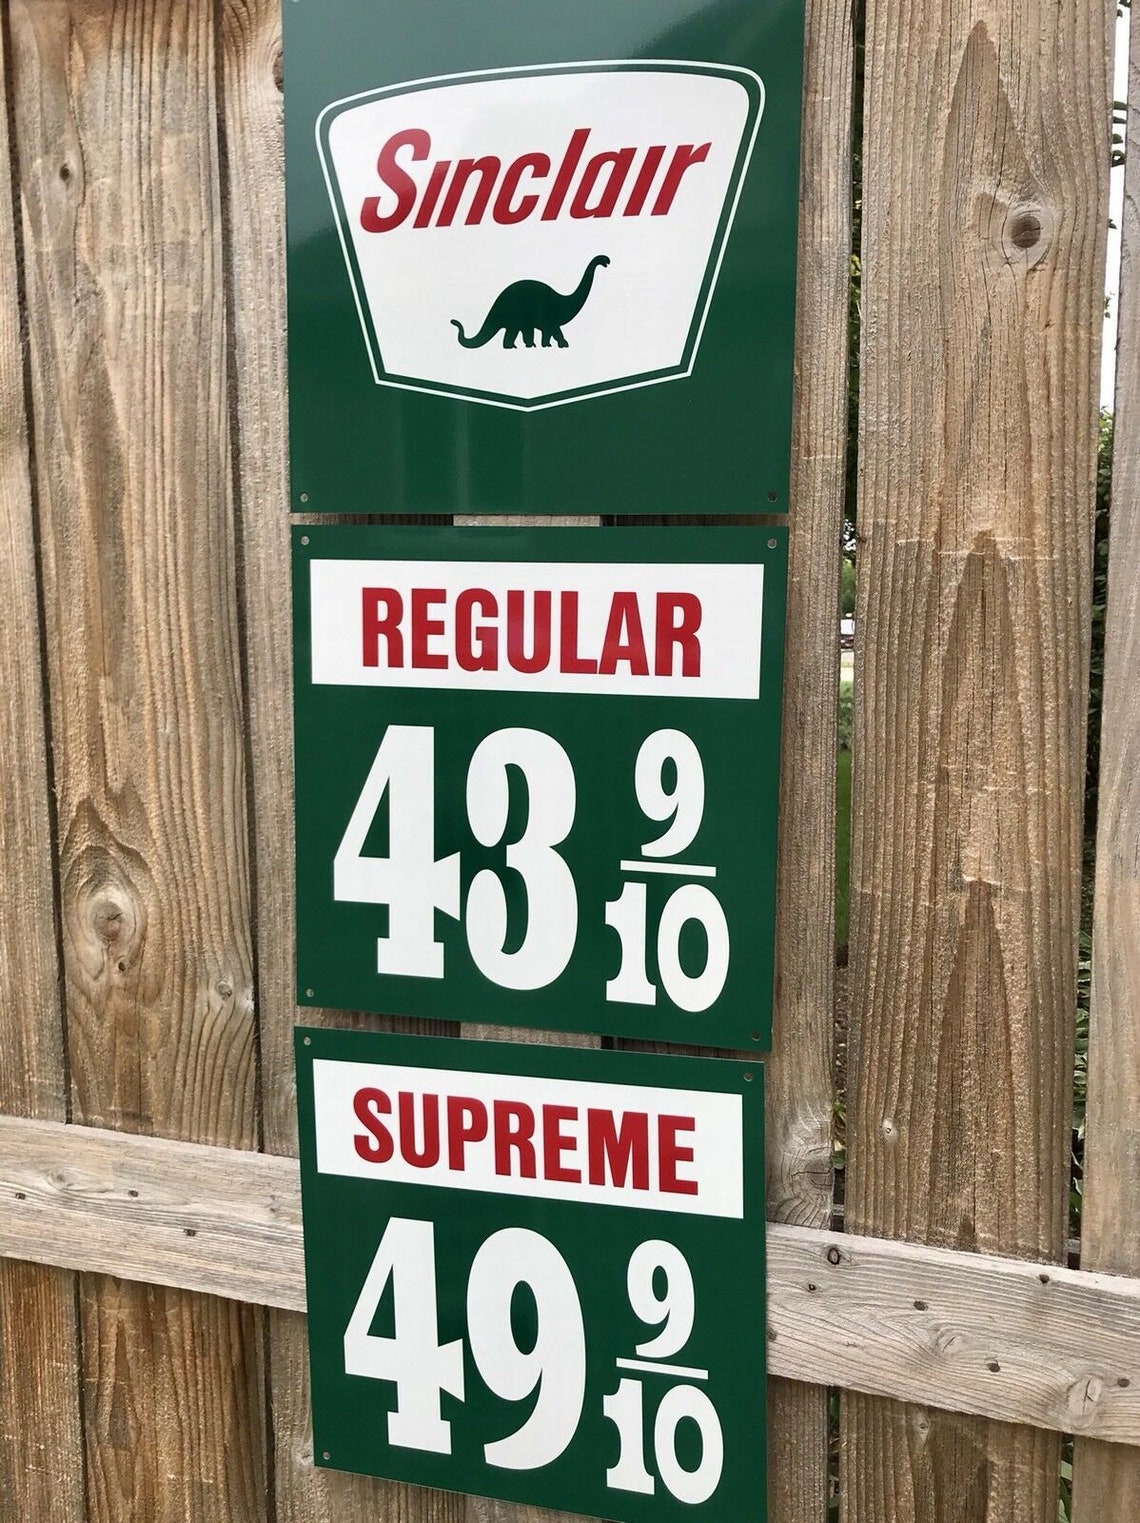 Sinclair
REGULAR
43 9/10
SUPREME
49 9/10